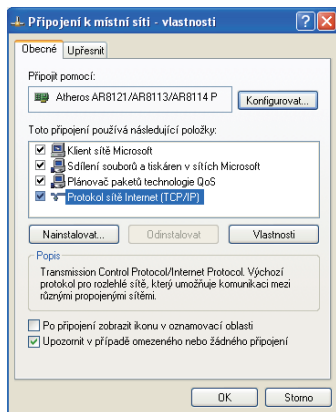 Připojení k místní síti - vlastnosti
Obecné Upřesnit
Připojit pomocí:
Atheros AR8121/AR8113/AR8114 P
Konfigurovat...
Toto připojení používá následující položky:
Klient sítě Microsoft
Sdílení souborů a tiskáren v sítích Microsoft
Plánovač paketů technologie QoS
Protokol sítě Internet (TCP/IP)
Nainstalovat... Odinstalovat Vlastnosti
Popis
Transmission Control Protocol/Internet Protocol. Výchozí
protokol pro rozlehlé sítě, který umožňuje komunikaci mezi
různými propojenými sítěmi.
Po připojení zobrazit ikonu v oznamovací oblasti
Upozornit v případě omezeného nebo žádného připojení
OK Storno